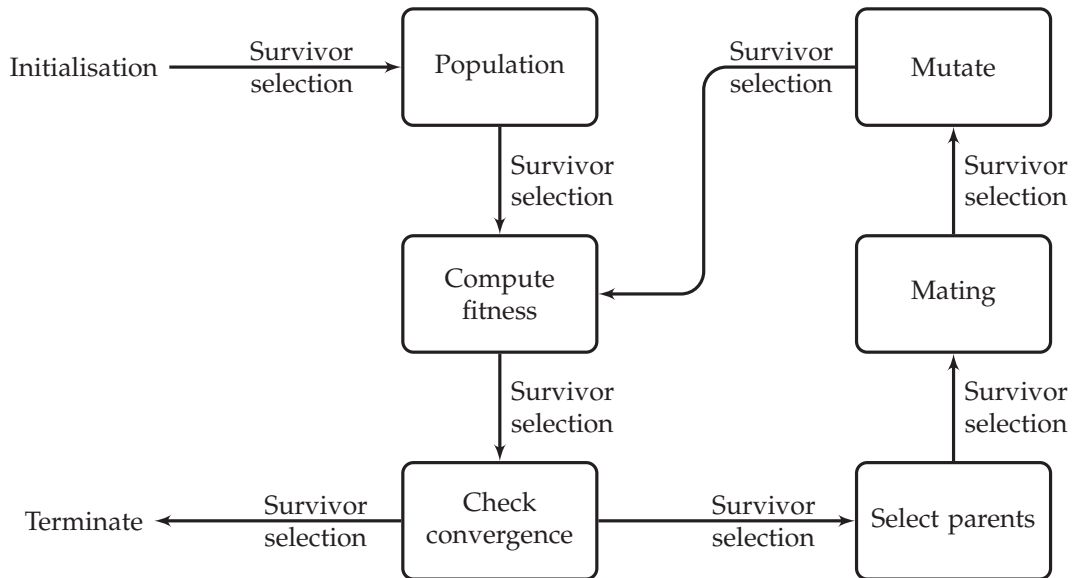 Initialisation
Survivor
selection
Population
Survivor
selection
Mutate
Survivor
selection
Survivor
selection
Compute
fitness
Mating
Survivor
selection
Survivor
selection
Terminate
Survivor
selection
Check
convergence
Survivor
selection
Select parents